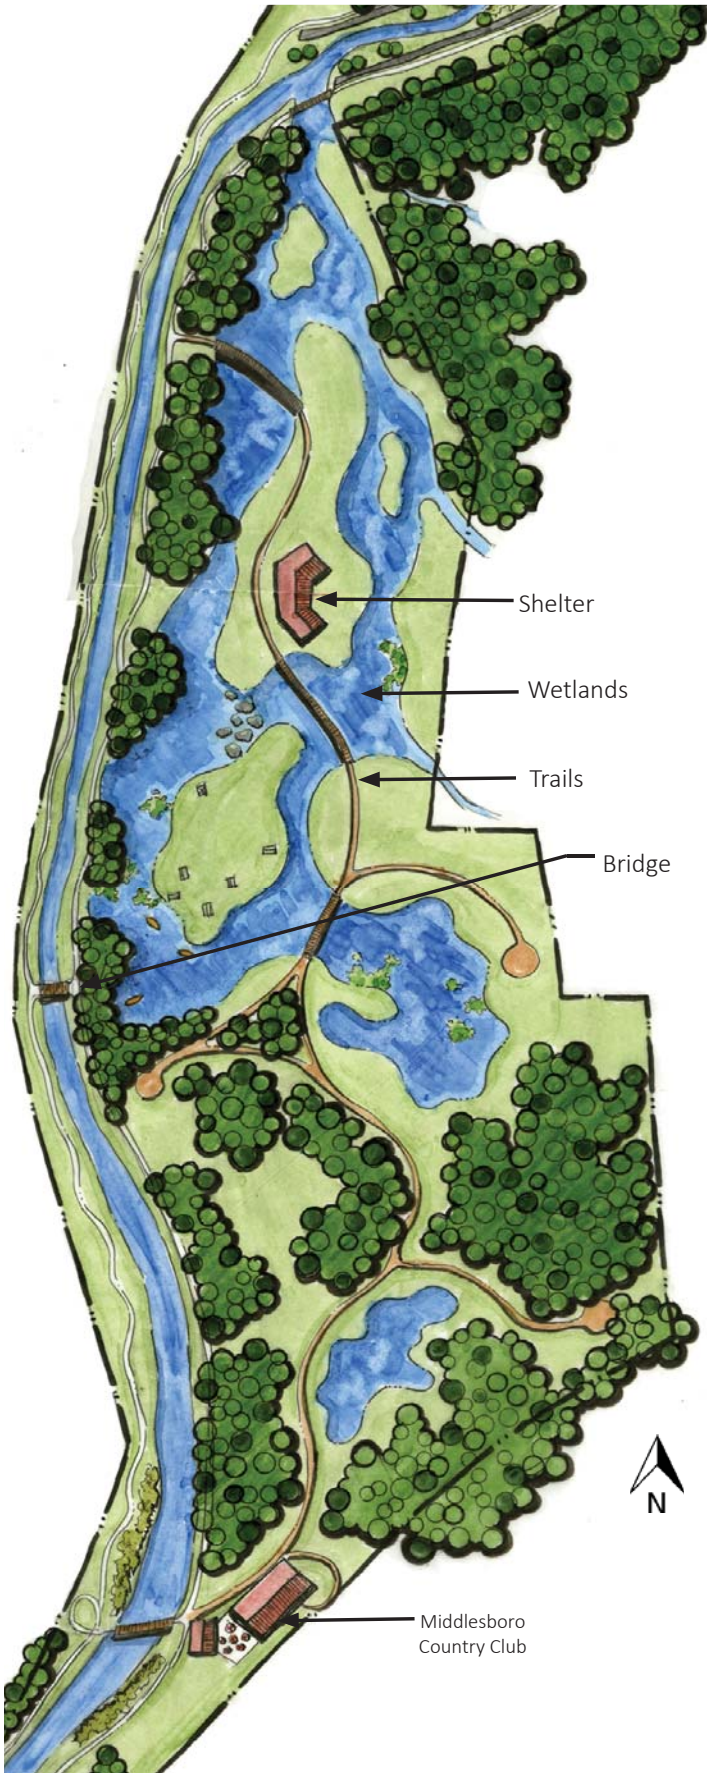 Shelter
Wetlands
Trails
Bridge
N
Middlesboro
Country Club